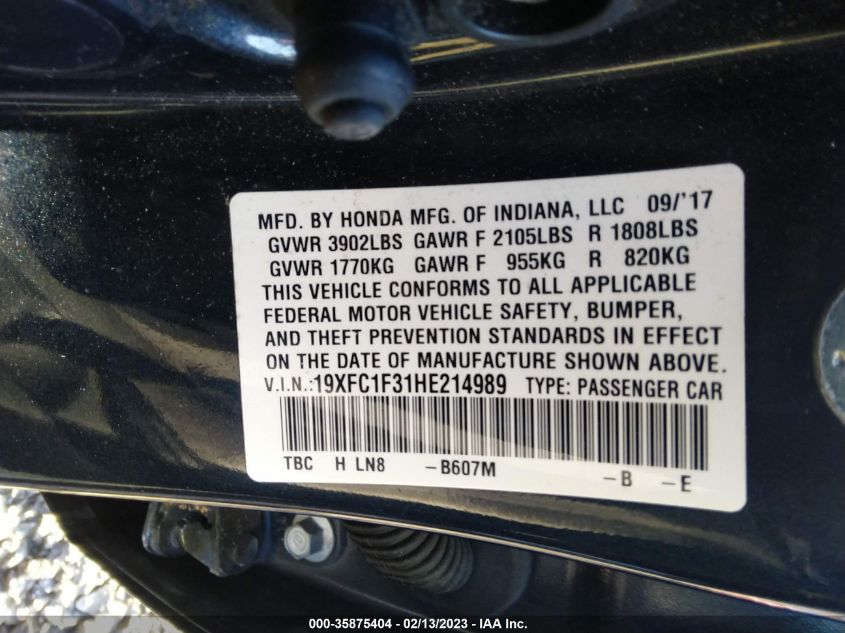 MFD. BY HONDA MFG. OF INDIANA, LLC 09/'17
GVWR 3902LBS GAWR F 2105LBS R 1808LBS
GVWR 1770KG GAWR F 955KG R 820KG
THIS VEHICLE CONFORMS TO ALL APPLICABLE
FEDERAL MOTOR VEHICLE SAFETY, BUMPER,
AND THEFT PREVENTION STANDARDS IN EFFECT
ON THE DATE OF MANUFACTURE SHOWN ABOVE.
V.I.N.:19XFC1F31HE214989 TYPE: PASSENGER CAR
TBC H LN8 -B607M -B -E
000-35875404 - 02/13/2023 - IAA Inc.